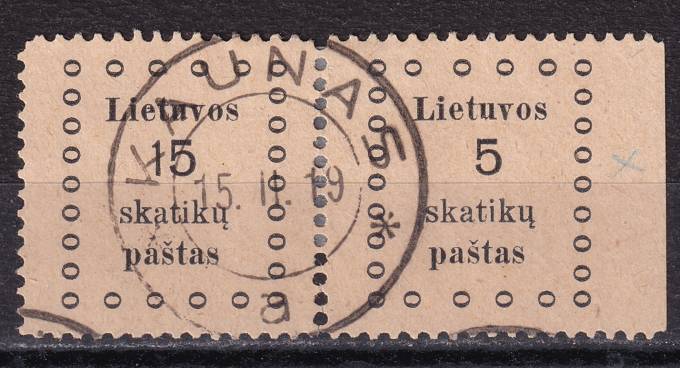 Lietuvos
15
skatikų
paštas
Lietuvos
5
skatikų
paštas
KAUNAS *
15. II. 19
a